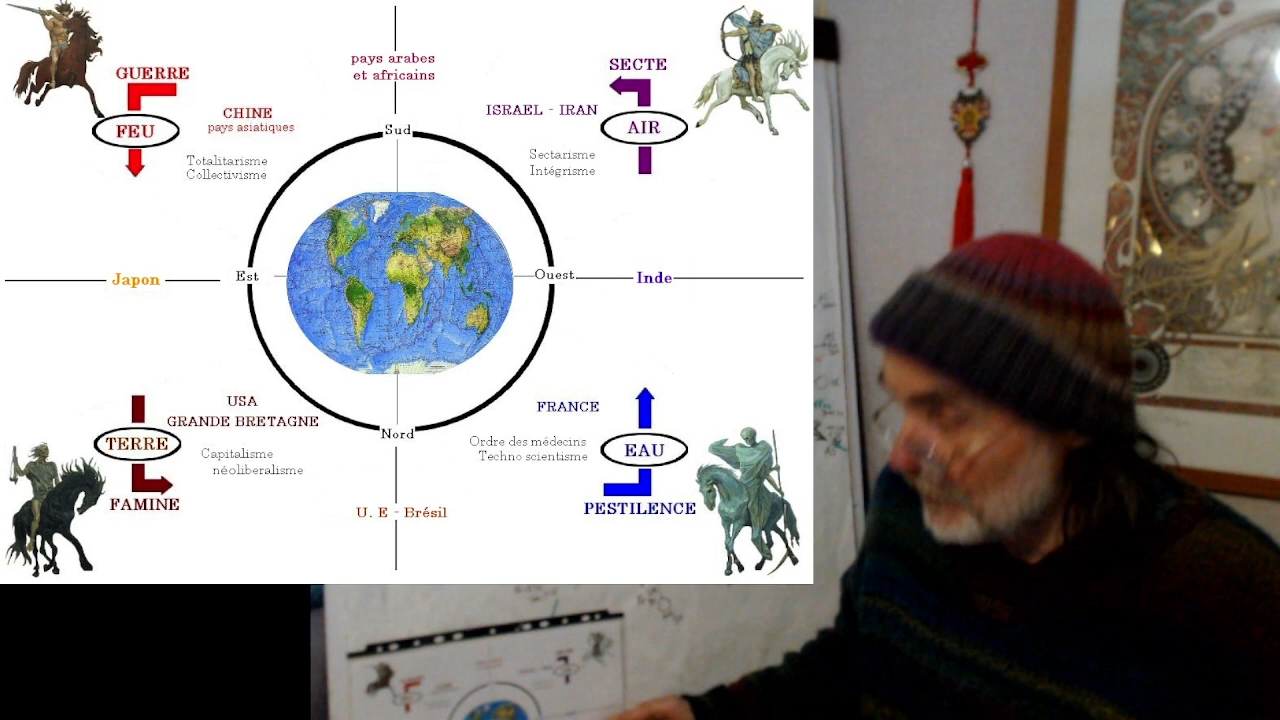 pays arabes
et africains
GUERRE
SECTE
CHINE
pays asiatiques
ISRAEL - IRAN
FEU
AIR
Sud
Totalitarisme
Collectivisme
Sectarisme
Intégrisme
Japon
Est
Ouest
Inde
USA
GRANDE BRETAGNE
FRANCE
TERRE
Nord
EAU
Capitalisme
néoliberalisme
Ordre des médecins
Techno scientisme
FAMINE
U. E - Brésil
PESTILENCE